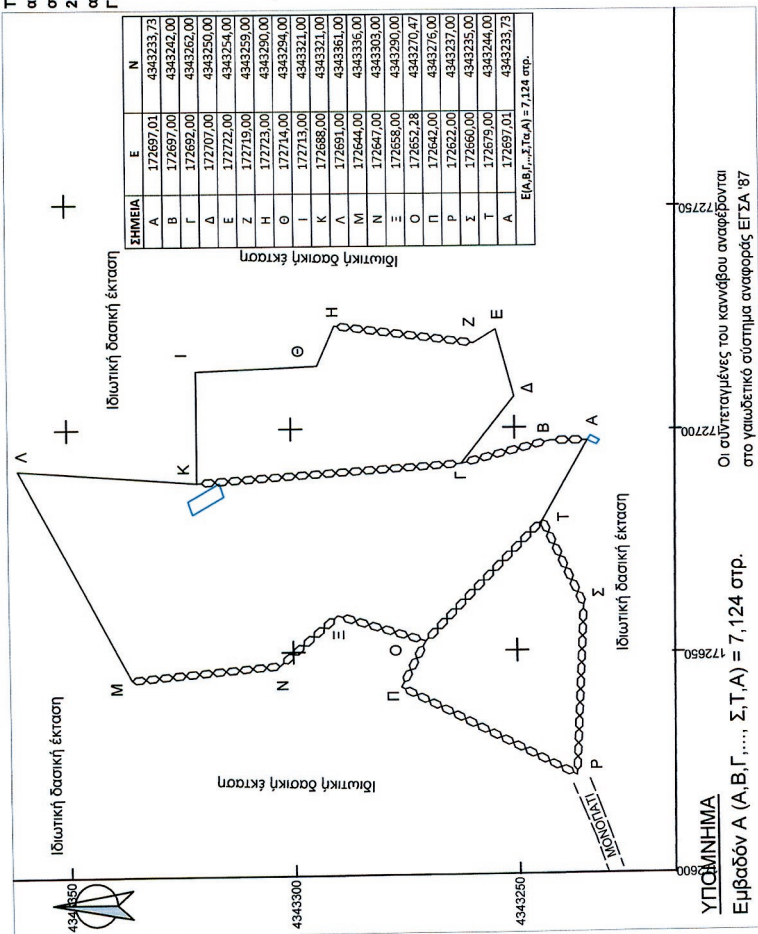 Ιδιωτική δασική έκταση
Ιδιωτική δασική έκταση
Ιδιωτική δασική έκταση
Ιδιωτική δασική έκταση
Ιδιωτική δασική έκταση
4343350
4343300
4343250
172600
172650
172700
172750
Λ
Κ
Ι
Θ
Η
Ζ
Ε
Δ
Γ
Β
Α
Τ
Σ
Ρ
Π
Ο
Ξ
Ν
Μ
ΜΟΝΟΠΑΤΙ
ΣΗΜΕΙΑ E N
Α 172697,01 4343233,73
Β 172697,00 4343242,00
Γ 172692,00 4343262,00
Δ 172707,00 4343250,00
Ε 172722,00 4343254,00
Ζ 172719,00 4343259,00
Η 172723,00 4343290,00
Θ 172714,00 4343294,00
Ι 172713,00 4343321,00
Κ 172688,00 4343321,00
Λ 172691,00 4343361,00
Μ 172644,00 4343336,00
Ν 172647,00 4343303,00
Ξ 172658,00 4343290,00
Ο 172652,28 4343270,47
Π 172642,00 4343276,00
Ρ 172622,00 4343237,00
Σ 172660,00 4343235,00
Τ 172679,00 4343244,00
Α 172697,01 4343233,73
Ε(Α,Β,Γ,..,Σ,Τα,Α) = 7,124 στρ.
ΥΠΟΜΝΗΜΑ
Εμβαδόν Α (Α,Β,Γ,...., Σ,Τ,Α) = 7,124 στρ.
Οι συντεταγμένες του καννάβου αναφέρονται
στο γαιωδετικό σύστημα αναφοράς ΕΓΣΑ '87